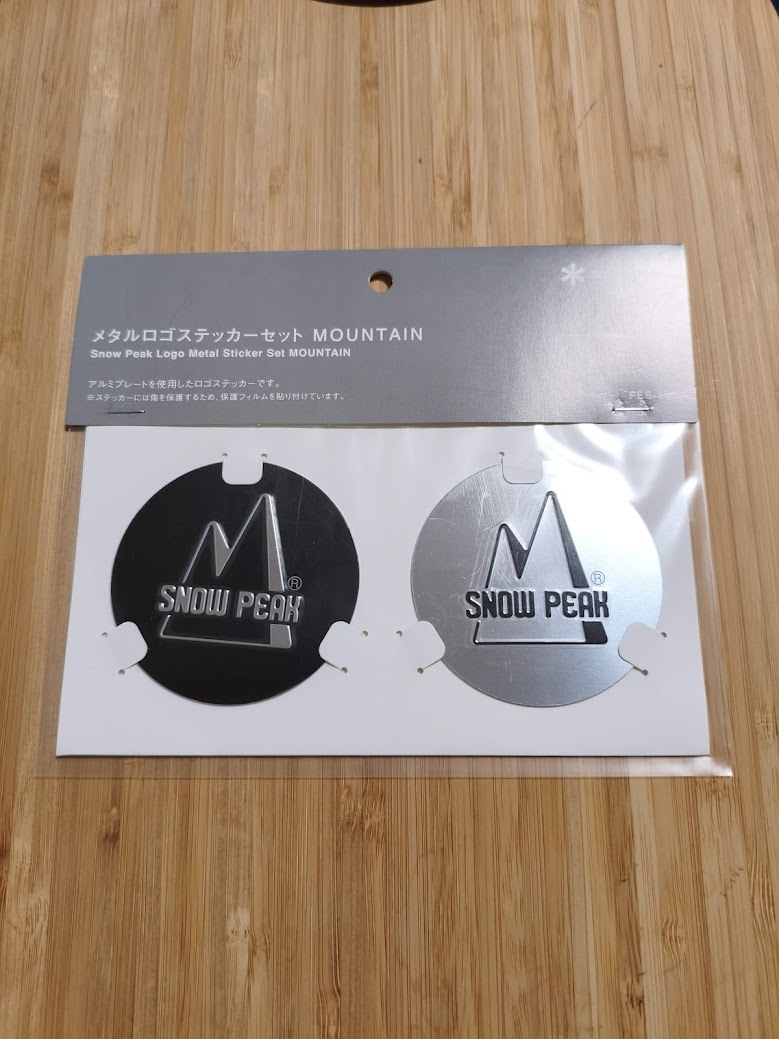 メタルロゴステッカーセット MOUNTAIN
Snow Peak Logo Metal Sticker Set MOUNTAIN
アルミプレートを使用したロゴステッカーです。
※ステッカーには傷を保護するため、保護フィルムを貼り付けています。
FES
SNOW PEAK ®
SNOW PEAK ®